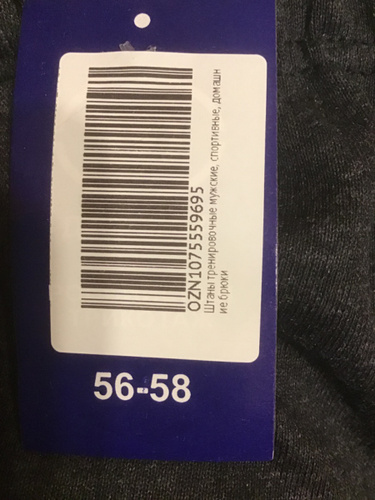 OZN1075559695
Штаны тренировочные мужские, спортивные, домашн
ие брюки
56-58